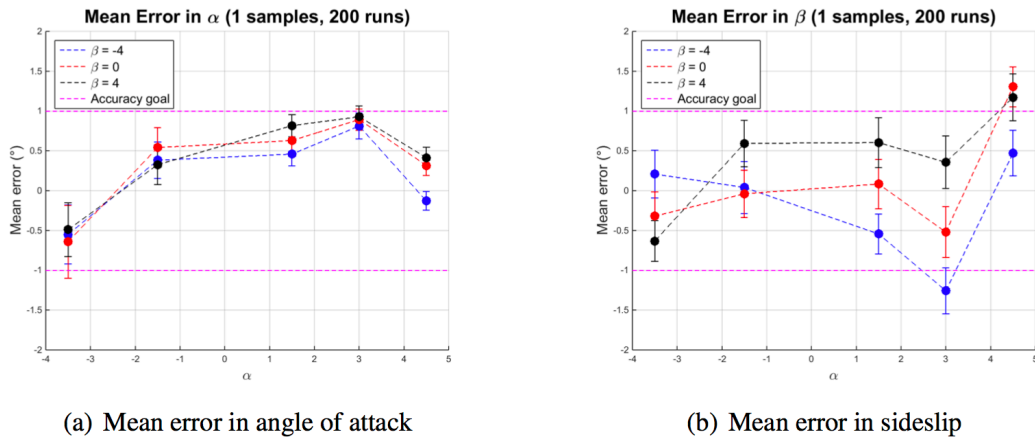 Mean Error in α (1 samples, 200 runs)
β = -4
β = 0
β = 4
Accuracy goal
Mean error (°)
2
1.5
1
0.5
0
-0.5
-1
-1.5
-2
-4 -3 -2 -1 0 1 2 3 4 5
α
(a) Mean error in angle of attack
Mean Error in β (1 samples, 200 runs)
β = -4
β = 0
β = 4
Accuracy goal
Mean error (°)
2
1.5
1
0.5
0
-0.5
-1
-1.5
-2
-4 -3 -2 -1 0 1 2 3 4 5
α
(b) Mean error in sideslip